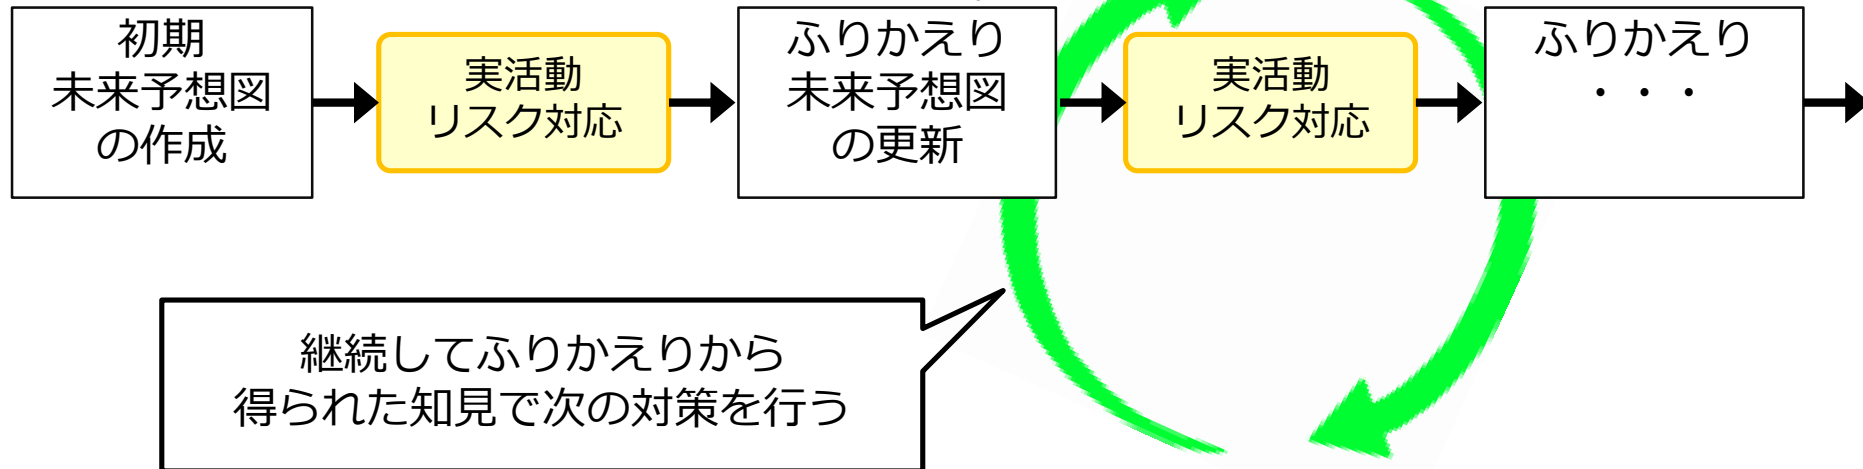 初期
未来予想図
の作成
実活動
リスク対応
ふりかえり
未来予想図
の更新
実活動
リスク対応
ふりかえり
・・・
継続してふりかえりから
得られた知見で次の対策を行う